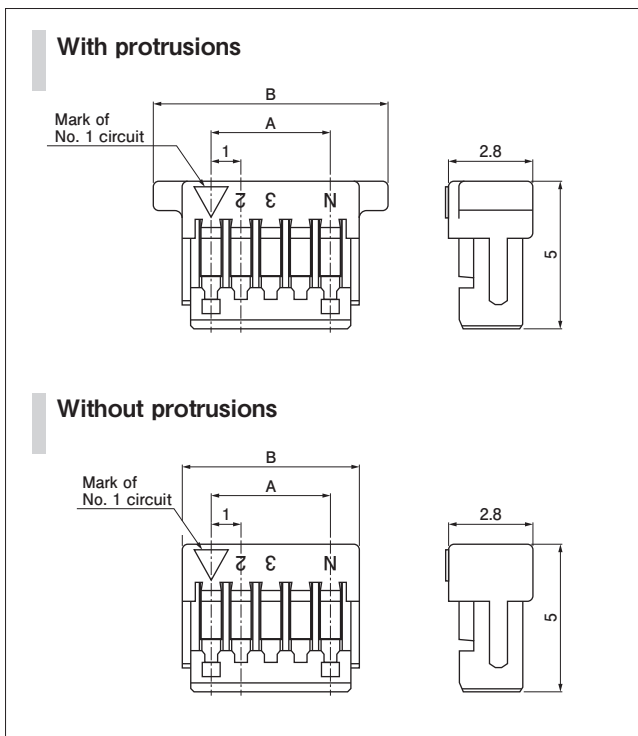 With protrusions
B
Mark of
No. 1 circuit
A
1
2 3 N
2.8
5
Without protrusions
B
Mark of
No. 1 circuit
A
1
2 3 N
2.8
5